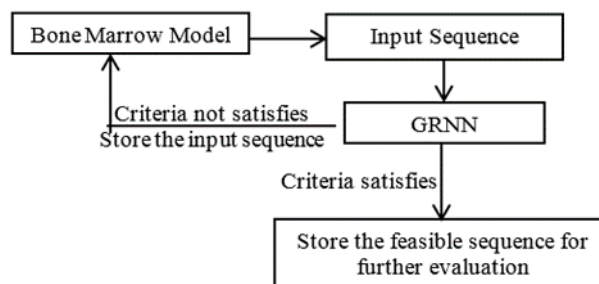 Bone Marrow Model
Input Sequence
Criteria not satisfies
Store the input sequence
GRNN
Criteria satisfies
Store the feasible sequence for
further evaluation